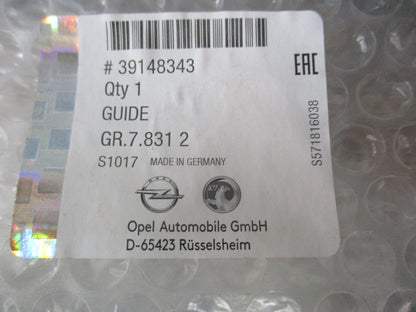 # 39148343
Qty 1
GUIDE
GR.7.831 2
S1017 MADE IN GERMANY
Opel Automobile GmbH
D-65423 Rüsselsheim
EAC
S571816038